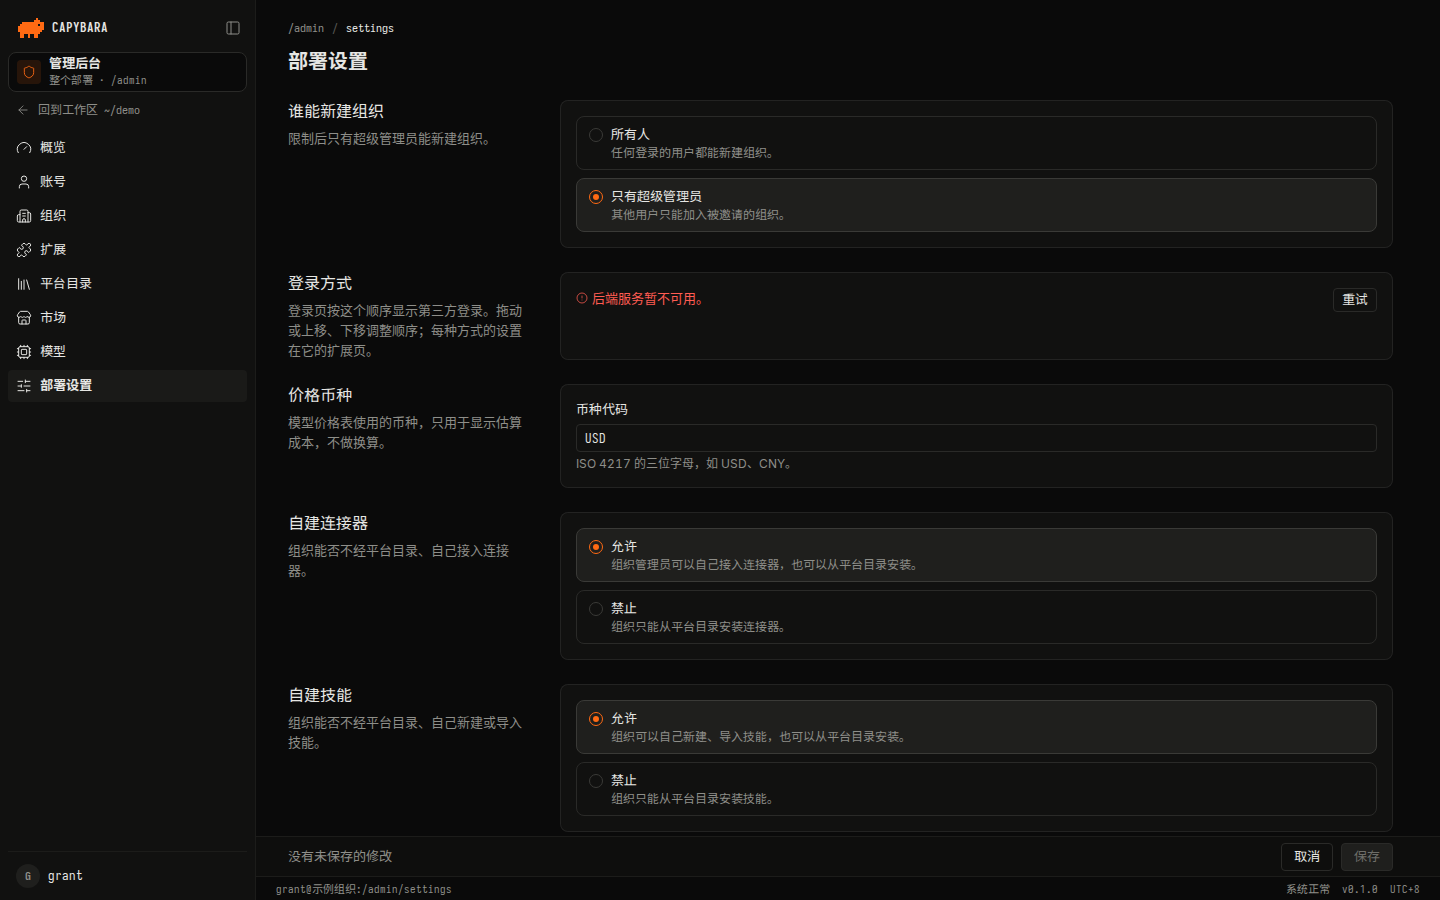 CAPYBARA
管理后台
整个部署 · /admin
回到工作区 ~/demo
概览
账号
组织
扩展
平台目录
市场
模型
部署设置
G grant
/admin / settings
部署设置
谁能新建组织
限制后只有超级管理员能新建组织。
所有人
任何登录的用户都能新建组织。
只有超级管理员
其他用户只能加入被邀请的组织。
登录方式
登录页按这个顺序显示第三方登录。拖动
或上移、下移调整顺序；每种方式的设置
在它的扩展页。
后端服务暂不可用。
重试
价格币种
模型价格表使用的币种，只用于显示估算
成本，不做换算。
币种代码
USD
ISO 4217 的三位字母，如 USD、CNY。
自建连接器
组织能否不经平台目录、自己接入连接
器。
允许
组织管理员可以自己接入连接器，也可以从平台目录安装。
禁止
组织只能从平台目录安装连接器。
自建技能
组织能否不经平台目录、自己新建或导入
技能。
允许
组织可以自己新建、导入技能，也可以从平台目录安装。
禁止
组织只能从平台目录安装技能。
没有未保存的修改
取消
保存
grant@示例组织:/admin/settings
系统正常 v0.1.0 UTC+8